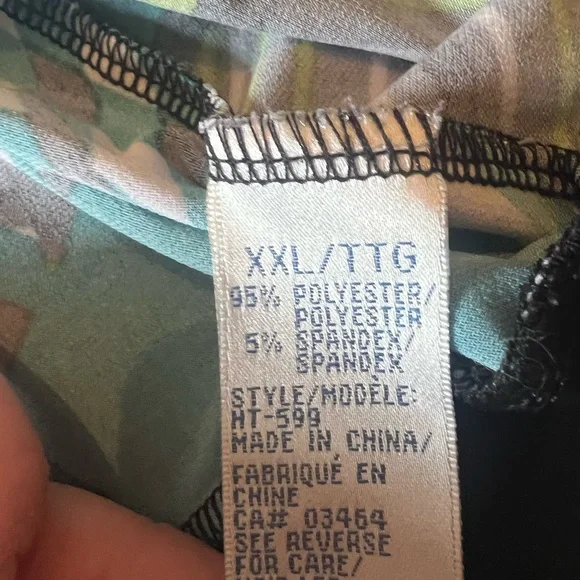 XXL/TTG
95% POLYESTER/
POLYESTER
5% SPANDEX/
SPANDEX
STYLE/MODÈLE:
HT-599
MADE IN CHINA/
FABRIQUÉ EN
CHINE
CA# 03464
SEE REVERSE
FOR CARE/